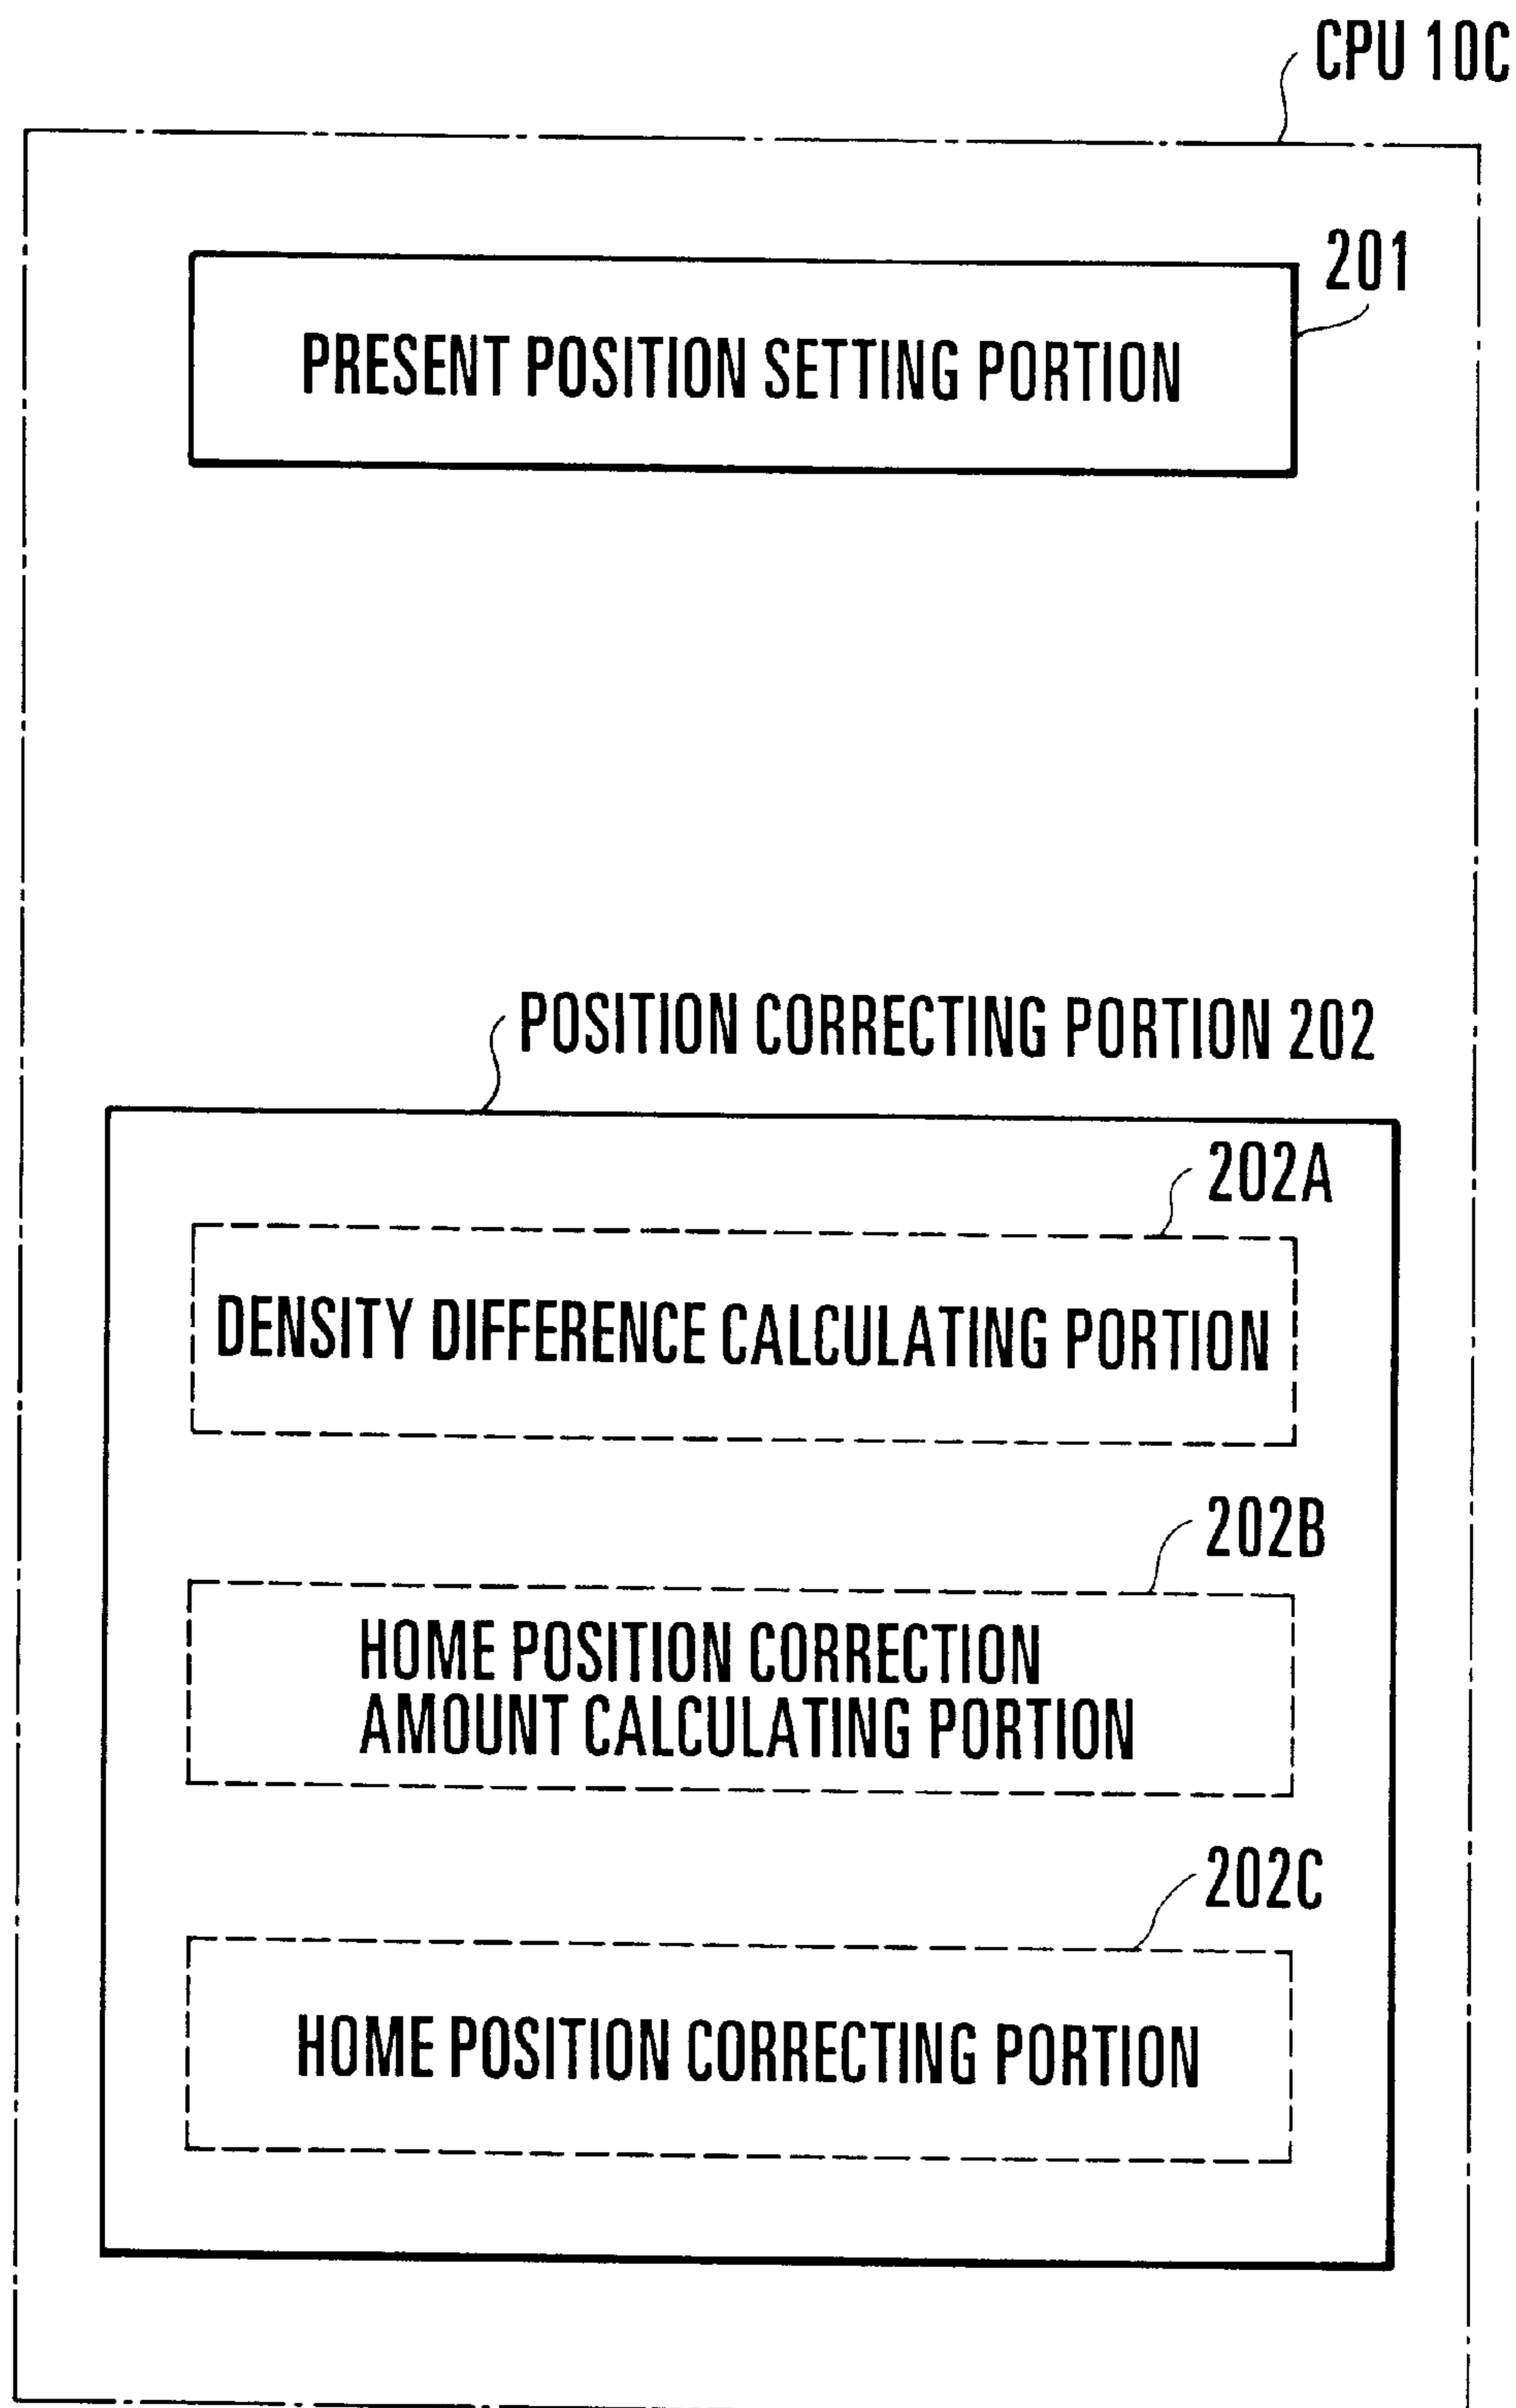 CPU 10C
201
PRESENT POSITION SETTING PORTION
POSITION CORRECTING PORTION 202
202A
DENSITY DIFFERENCE CALCULATING PORTION
202B
HOME POSITION CORRECTION
AMOUNT CALCULATING PORTION
202C
HOME POSITION CORRECTING PORTION